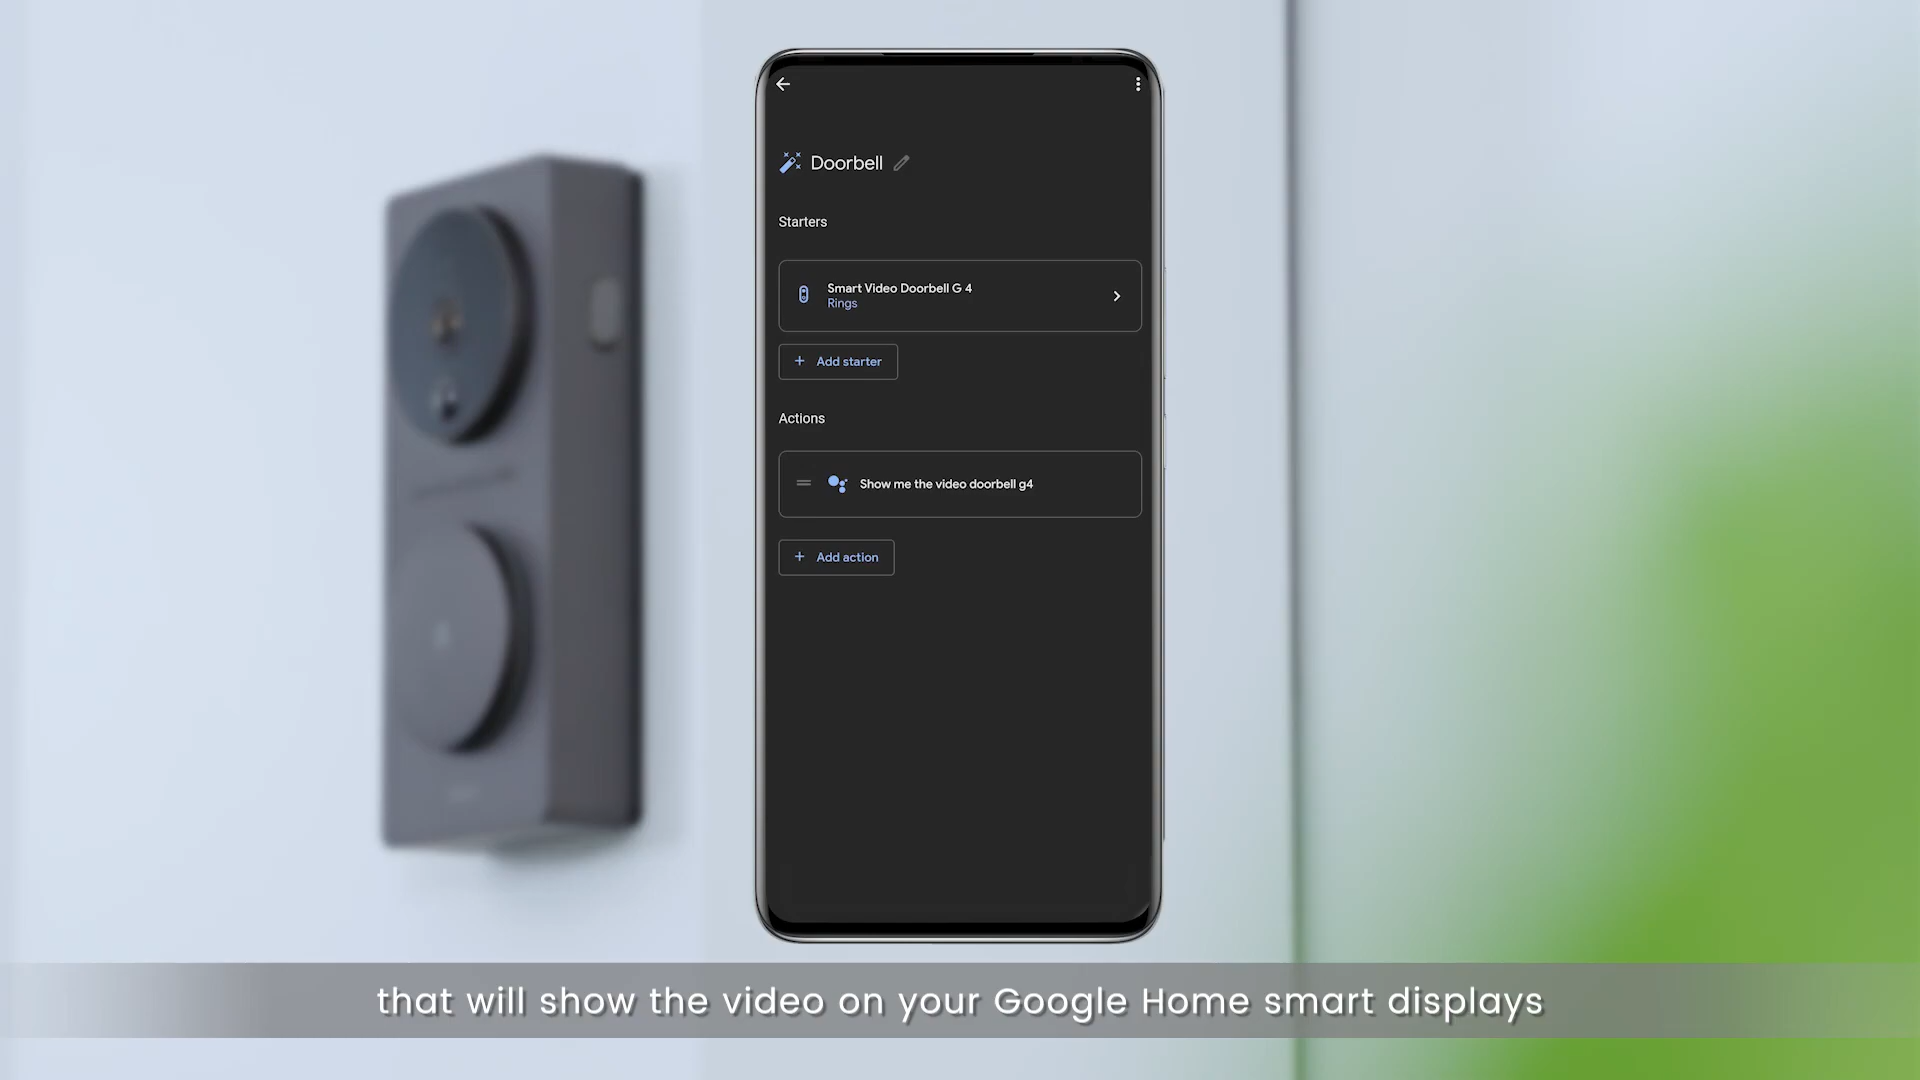 Doorbell
Starters
Smart Video Doorbell G 4
Rings
+ Add starter
Actions
Show me the video doorbell g4
+ Add action
that will show the video on your Google Home smart displays